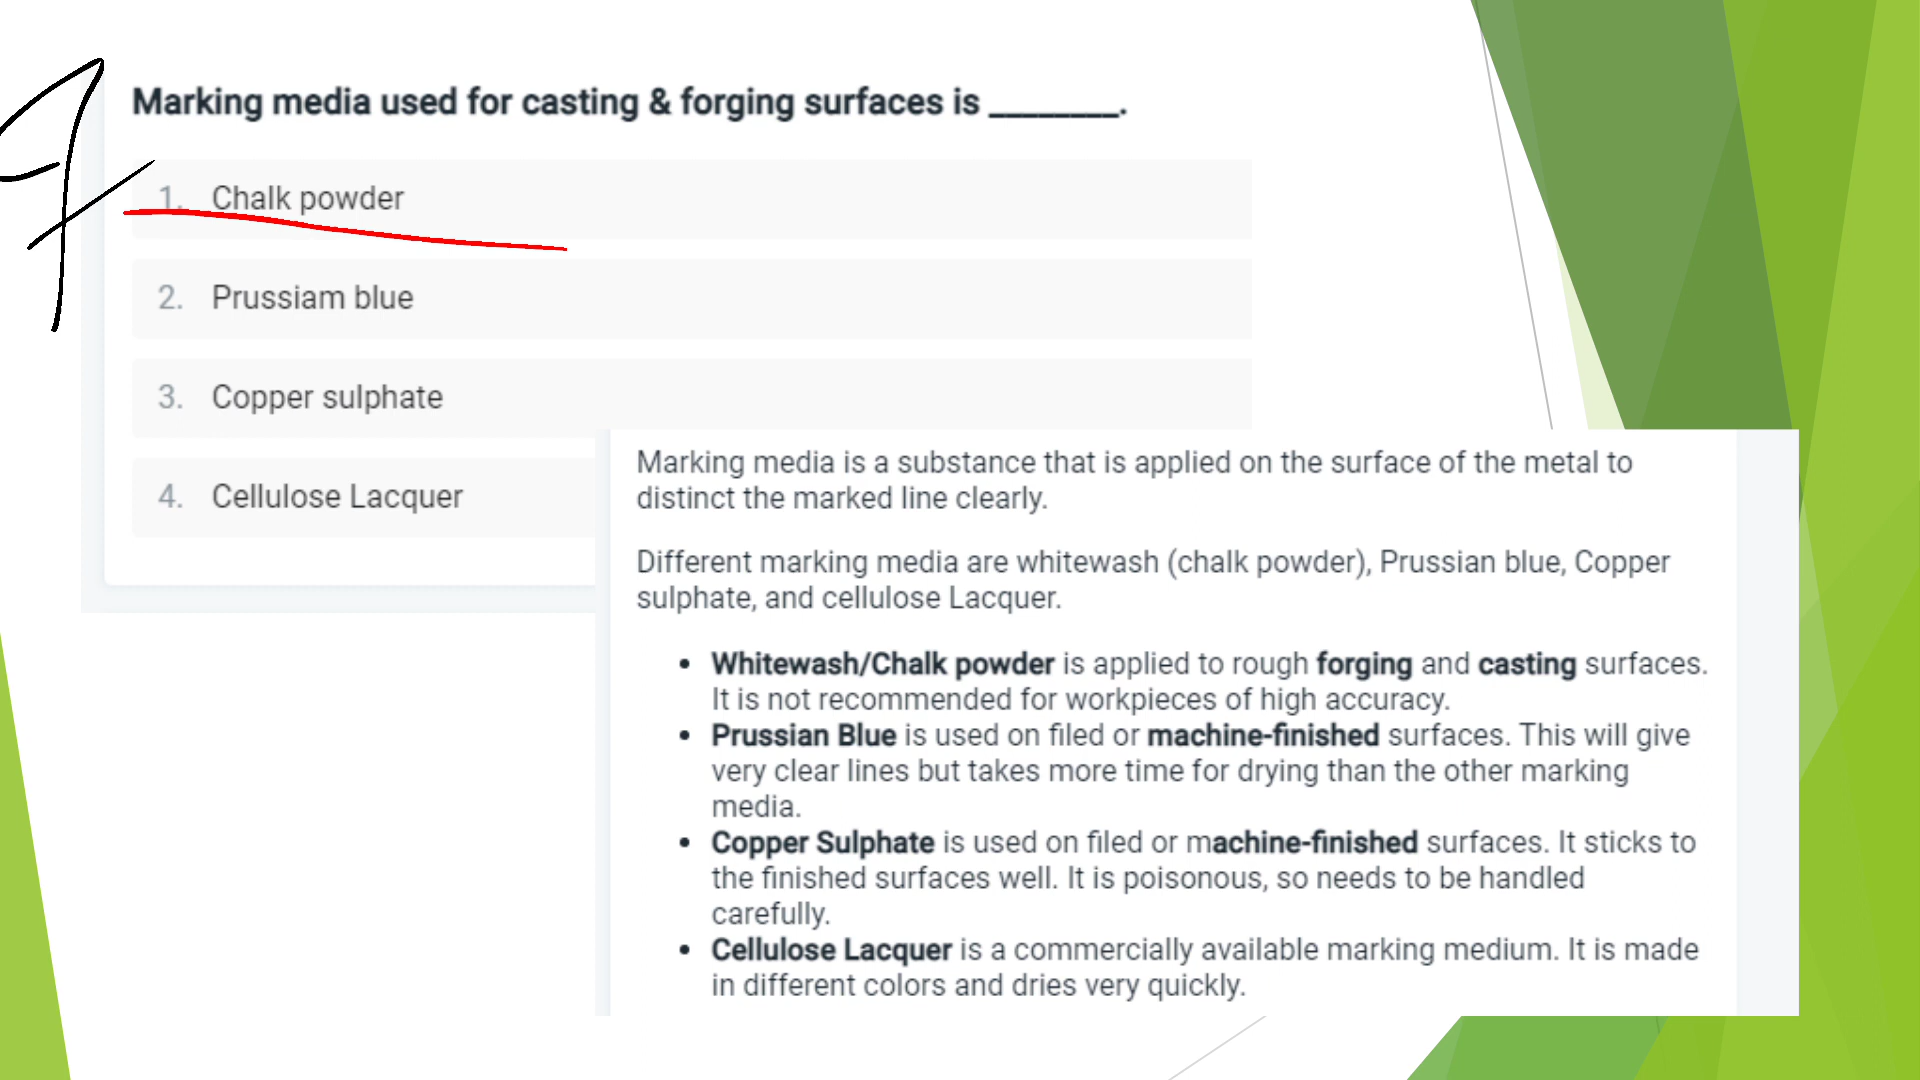 Marking media used for casting & forging surfaces is ________.
1. Chalk powder
2. Prussiam blue
3. Copper sulphate
4. Cellulose Lacquer
Marking media is a substance that is applied on the surface of the metal to
distinct the marked line clearly.
Different marking media are whitewash (chalk powder), Prussian blue, Copper
sulphate, and cellulose Lacquer.
• Whitewash/Chalk powder is applied to rough forging and casting surfaces.
It is not recommended for workpieces of high accuracy.
• Prussian Blue is used on filed or machine-finished surfaces. This will give
very clear lines but takes more time for drying than the other marking
media.
• Copper Sulphate is used on filed or machine-finished surfaces. It sticks to
the finished surfaces well. It is poisonous, so needs to be handled
carefully.
• Cellulose Lacquer is a commercially available marking medium. It is made
in different colors and dries very quickly.